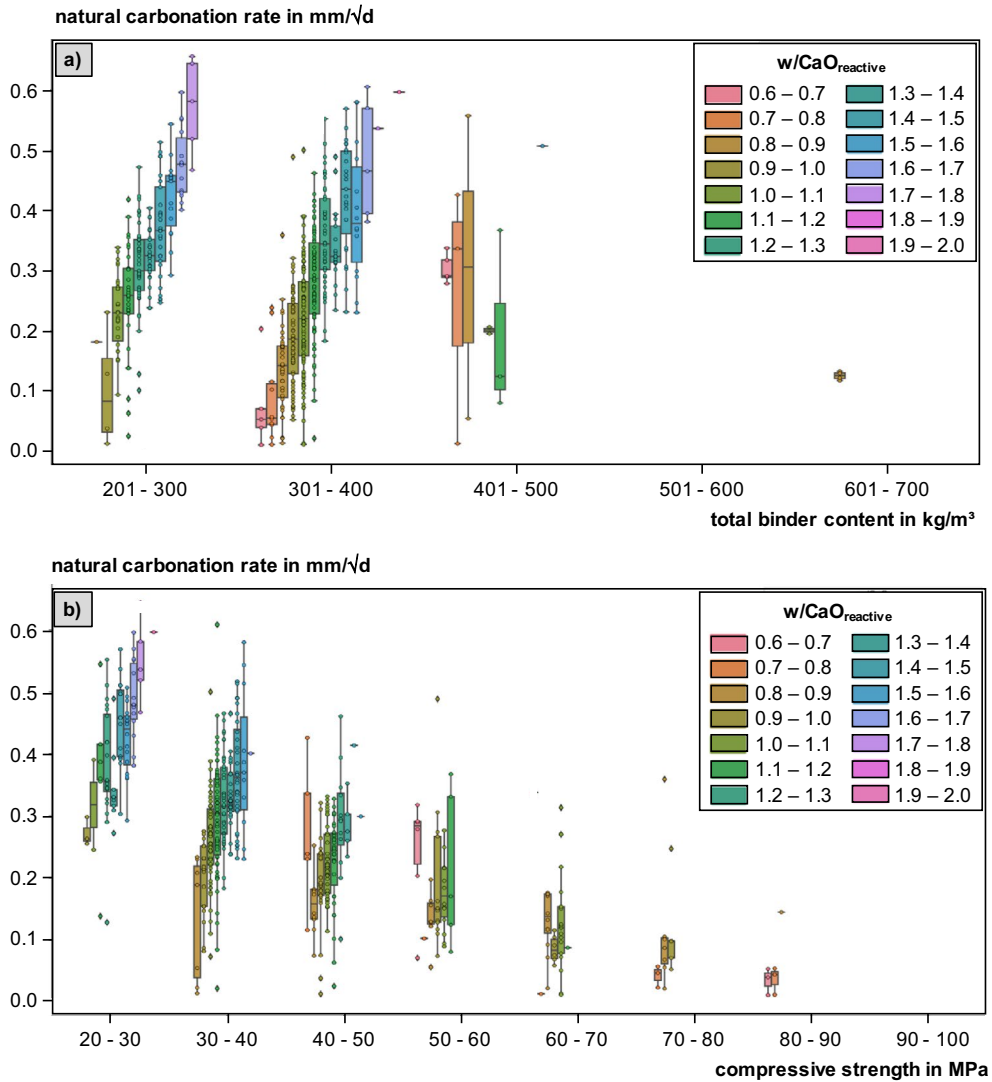 natural carbonation rate in mm/√d
a)
w/CaOreactive
0.6 – 0.7 1.3 – 1.4
0.7 – 0.8 1.4 – 1.5
0.8 – 0.9 1.5 – 1.6
0.9 – 1.0 1.6 – 1.7
1.0 – 1.1 1.7 – 1.8
1.1 – 1.2 1.8 – 1.9
1.2 – 1.3 1.9 – 2.0
0.6
0.5
0.4
0.3
0.2
0.1
0.0
201 - 300 301 - 400 401 - 500 501 - 600 601 - 700
total binder content in kg/m³
natural carbonation rate in mm/√d
b)
w/CaOreactive
0.6 – 0.7 1.3 – 1.4
0.7 – 0.8 1.4 – 1.5
0.8 – 0.9 1.5 – 1.6
0.9 – 1.0 1.6 – 1.7
1.0 – 1.1 1.7 – 1.8
1.1 – 1.2 1.8 – 1.9
1.2 – 1.3 1.9 – 2.0
0.6
0.5
0.4
0.3
0.2
0.1
0.0
20 - 30 30 - 40 40 - 50 50 - 60 60 - 70 70 - 80 80 - 90 90 - 100
compressive strength in MPa